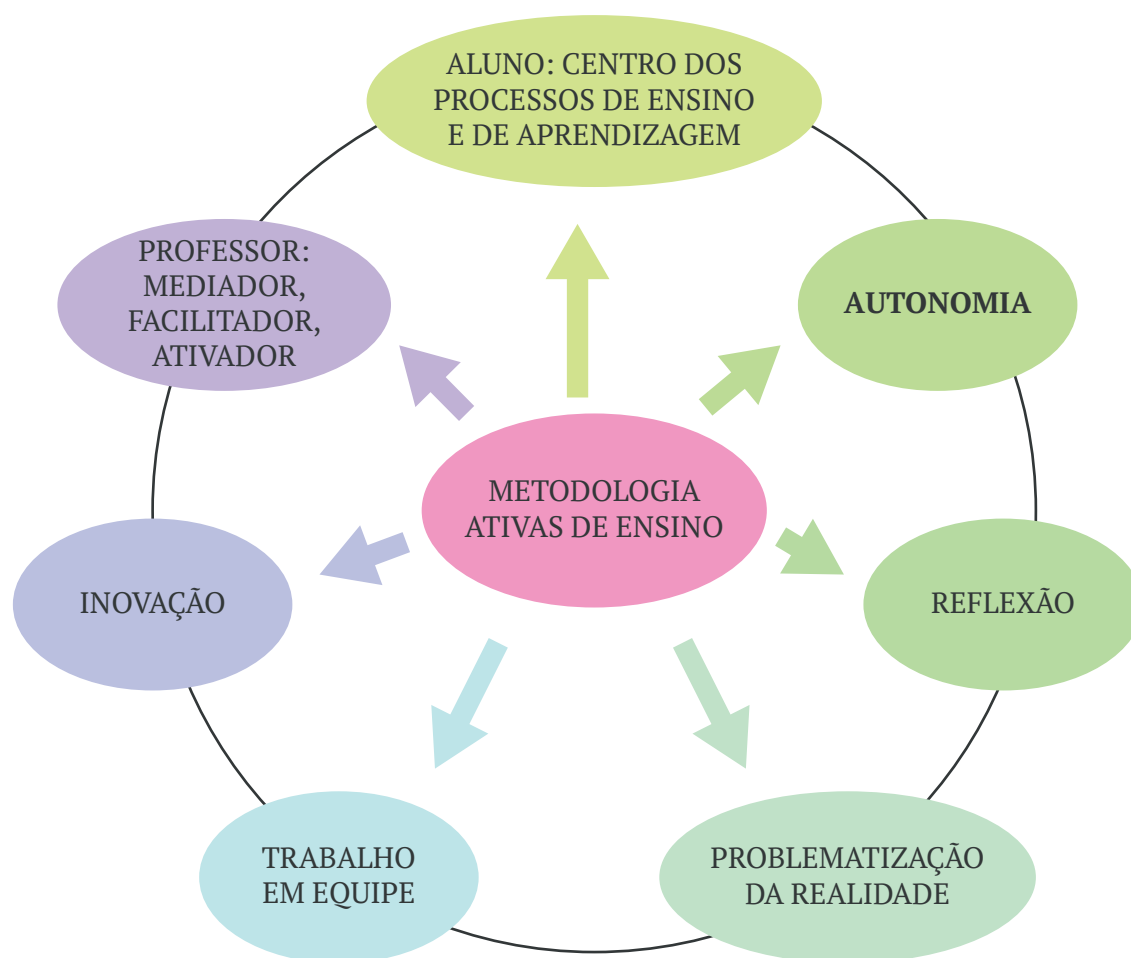 ALUNO: CENTRO DOS
PROCESSOS DE ENSINO
E DE APRENDIZAGEM
PROFESSOR:
MEDIADOR,
FACILITADOR,
ATIVADOR
AUTONOMIA
METODOLOGIA
ATIVAS DE ENSINO
INOVAÇÃO
REFLEXÃO
TRABALHO
EM EQUIPE
PROBLEMATIZAÇÃO
DA REALIDADE